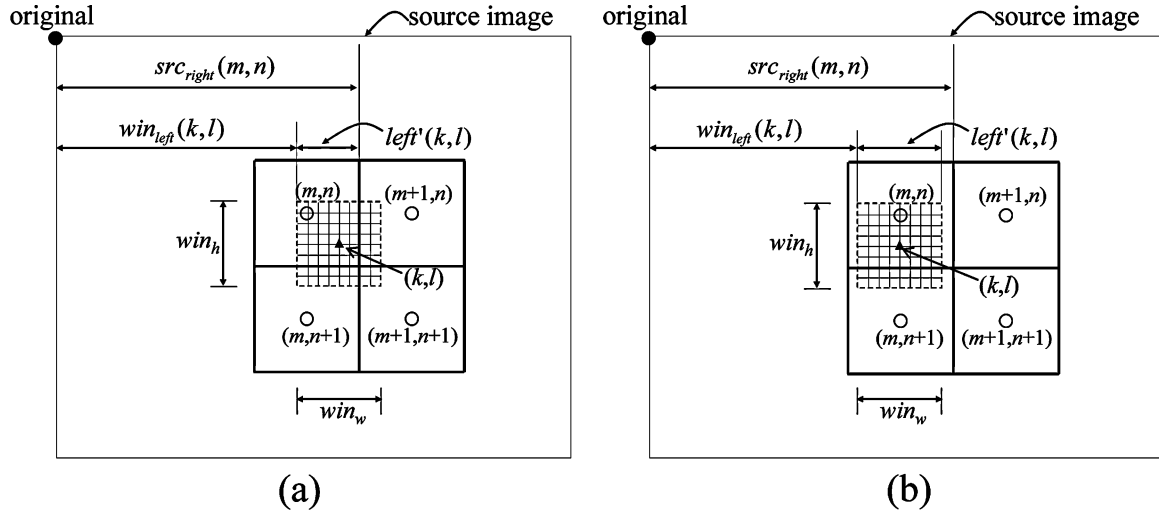 original
source image
src_right(m,n)
win_left(k,l)
left'(k,l)
(m,n)
(m+1,n)
win_h
(k,l)
(m,n+1)
(m+1,n+1)
win_w
(a)
original
source image
src_right(m,n)
win_left(k,l)
left'(k,l)
(m,n)
(m+1,n)
win_h
(k,l)
(m,n+1)
(m+1,n+1)
win_w
(b)